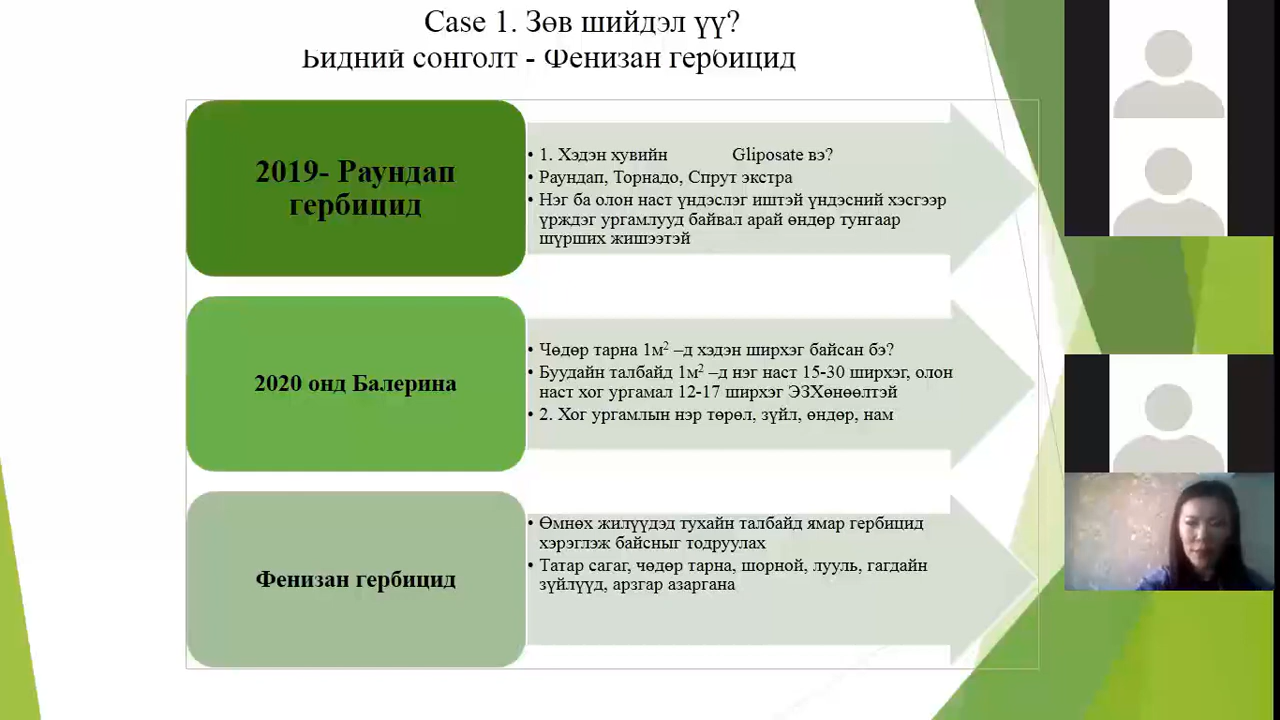 Case 1. Зөв шийдэл үү?
Бидний сонголт - Фенизан гербицид
2019- Раундап
гербицид
• 1. Хэдэн хувийн Gliposate вэ?
• Раундап, Торнадо, Спрут экстра
• Нэг ба олон наст үндэслэг иштэй үндэсний хэсгээр
үрждэг ургамлууд байвал арай өндөр тунгаар
шүрших жишээтэй
2020 онд Балерина
• Чөдөр тарна 1м² –д хэдэн ширхэг байсан бэ?
• Буудайн талбайд 1м² –д нэг наст 15-30 ширхэг, олон
наст хог ургамал 12-17 ширхэг ЭЗХөнөөлтэй
• 2. Хог ургамлын нэр төрөл, зүйл, өндөр, нам
Фенизан гербицид
• Өмнөх жилүүдэд тухайн талбайд ямар гербицид
хэрэглэж байсныг тодруулах
• Татар сагаг, чөдөр тарна, шорной, лууль, гагдайн
зүйлүүд, арзгар азаргана